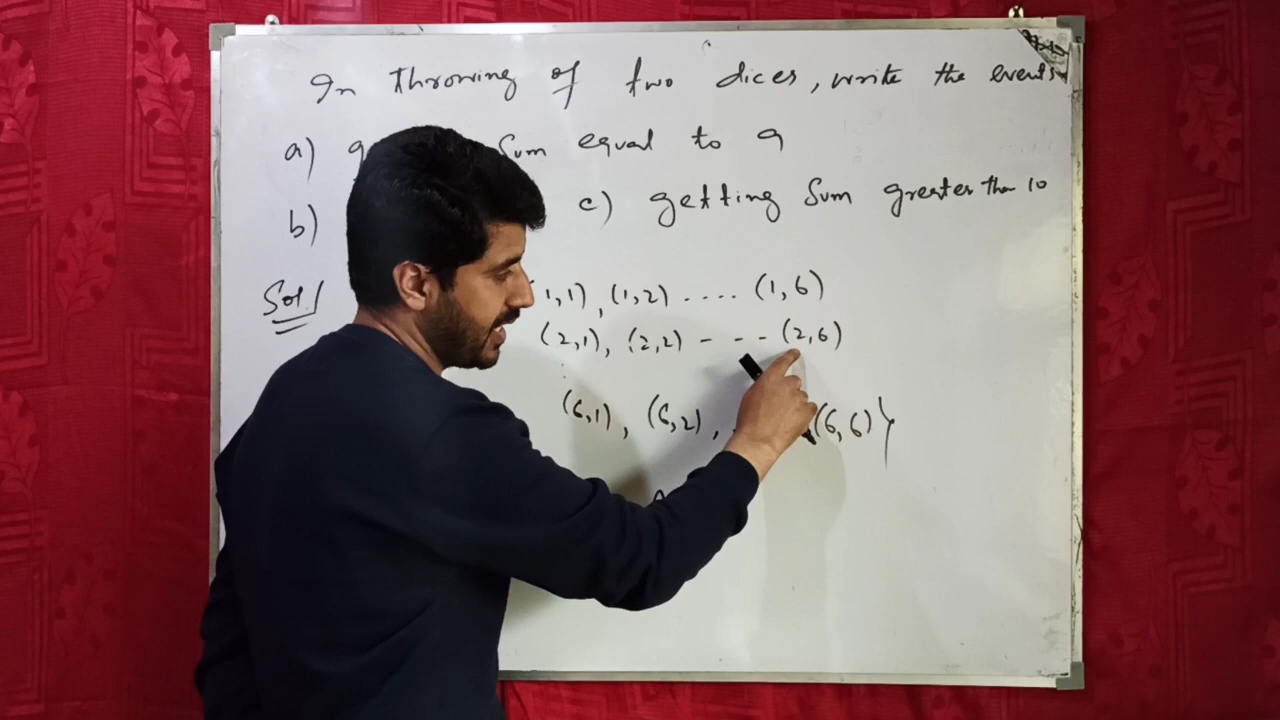 In throwing of two dices, write the events
a) g Sum equal to 9
b)
c) getting Sum greater than 10
Sol/
1,1), (1,2) .... (1,6)
(2,1), (2,2) - - - (2,6)
(6,1), (6,2), (6,6)}
A